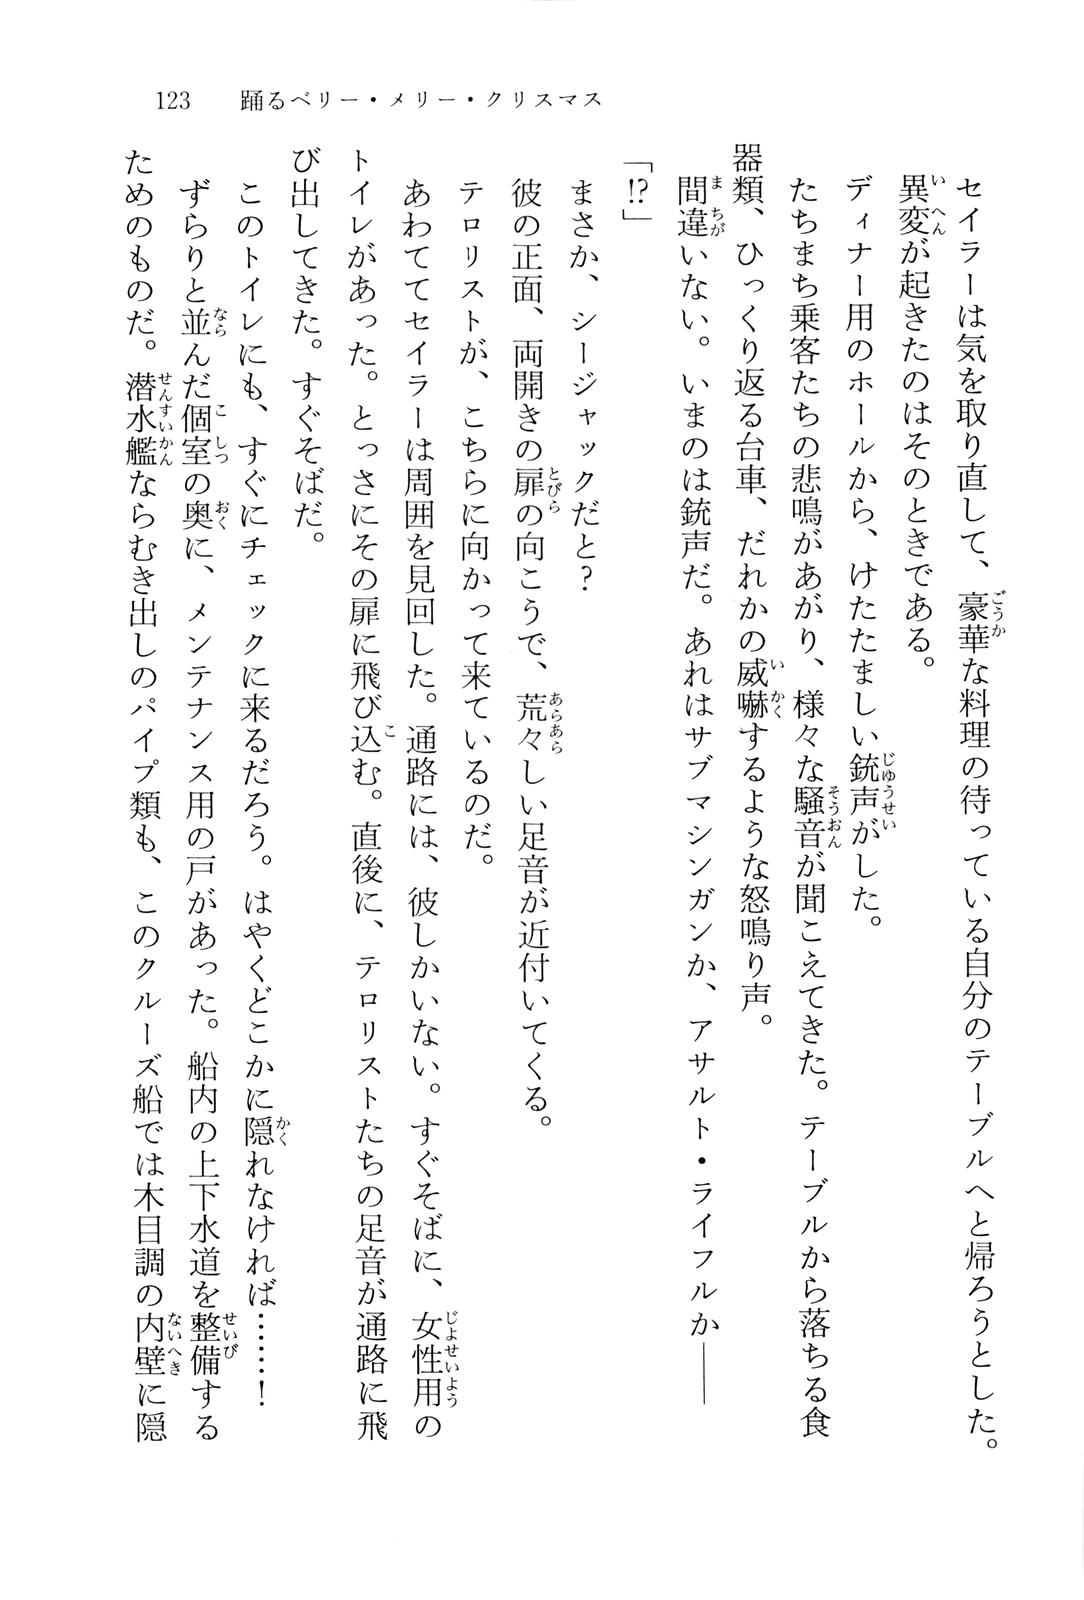 123　踊るベリー・メリー・クリスマス
セイラーは気を取り直して、豪華な料理の待っている自分のテーブルへと帰ろうとした。
異変が起きたのはそのときである。
ディナー用のホールから、けたたましい銃声がした。
たちまち乗客たちの悲鳴があがり、様々な騒音が聞こえてきた。テーブルから落ちる食
器類、ひっくり返る台車、だれかの威嚇するような怒鳴り声。
間違いない。いまのは銃声だ。あれはサブマシンガンか、アサルト・ライフルか――
「!?」
まさか、シージャックだと?
彼の正面、両開きの扉の向こうで、荒々しい足音が近付いてくる。
テロリストが、こちらに向かって来ているのだ。
あわててセイラーは周囲を見回した。通路には、彼しかいない。すぐそばに、女性用の
トイレがあった。とっさにその扉に飛び込む。直後に、テロリストたちの足音が通路に飛
び出してきた。すぐそばだ。
このトイレにも、すぐにチェックに来るだろう。はやくどこかに隠れなければ……!
ずらりと並んだ個室の奥に、メンテナンス用の戸があった。船内の上下水道を整備する
ためのものだ。潜水艦ならむき出しのパイプ類も、このクルーズ船では木目調の内壁に隠